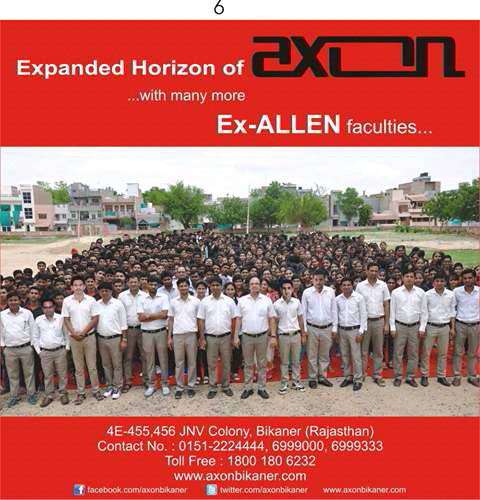 6
Expanded Horizon of axon
...with many more
Ex-ALLEN faculties...
4E-455,456 JNV Colony, Bikaner (Rajasthan)
Contact No. : 0151-2224444, 6999000, 6999333
Toll Free : 1800 180 6232
www.axonbikaner.com
facebook.com/axonbikaner twitter.com/axonbikaner www.axonbikaner.com